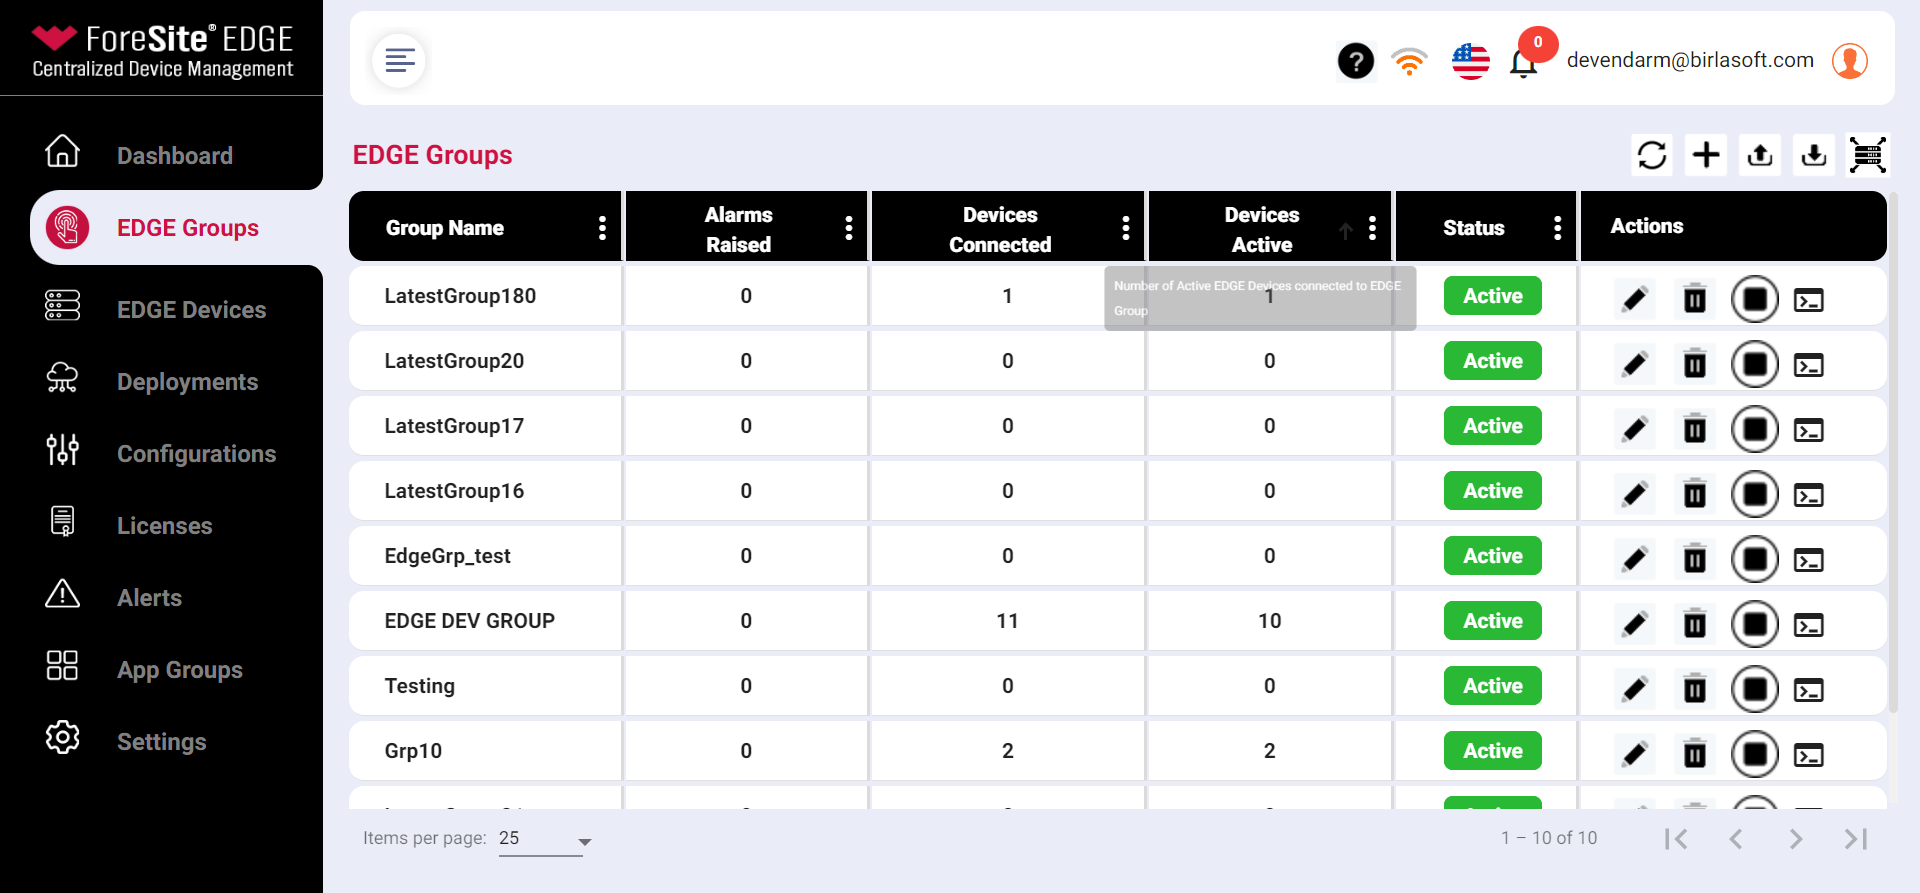 ForeSite® EDGE
Centralized Device Management
0
devendarm@birlasoft.com
Dashboard
EDGE Groups
EDGE Devices
Deployments
Configurations
Licenses
Alerts
App Groups
Settings
EDGE Groups
Group Name
Alarms
Raised
Devices
Connected
Devices
Active
Status
Actions
LatestGroup180 0 1 1 Active
Number of Active EDGE Devices connected to EDGE
Group
LatestGroup20 0 0 0 Active
LatestGroup17 0 0 0 Active
LatestGroup16 0 0 0 Active
EdgeGrp_test 0 0 0 Active
EDGE DEV GROUP 0 11 10 Active
Testing 0 0 0 Active
Grp10 0 2 2 Active
Items per page: 25
1 – 10 of 10